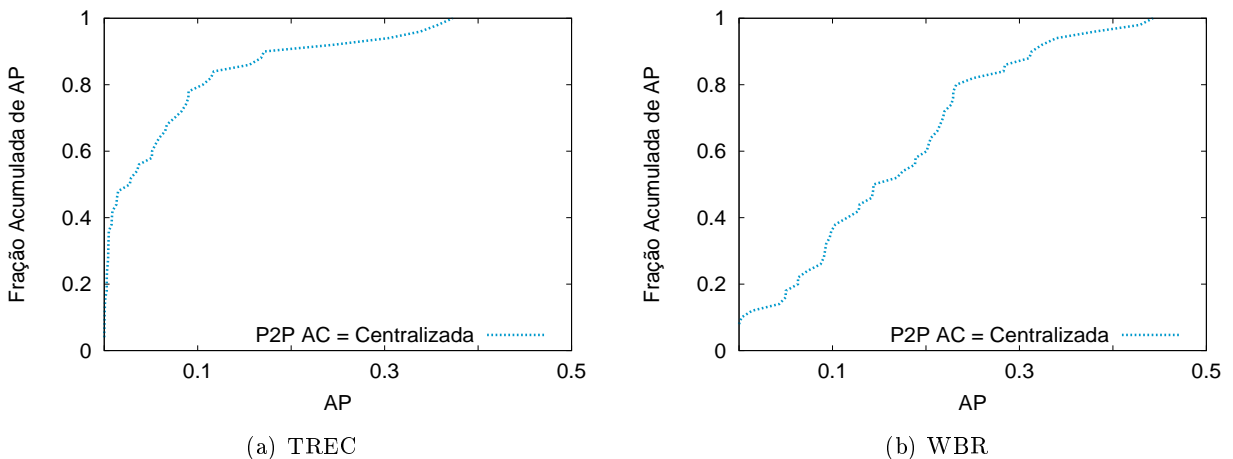 1
0.8
0.6
0.4
0.2
0
Fração Acumulada de AP
P2P AC = Centralizada
0.1
0.3
0.5
AP
(a) TREC
1
0.8
0.6
0.4
0.2
0
Fração Acumulada de AP
P2P AC = Centralizada
0.1
0.3
0.5
AP
(b) WBR